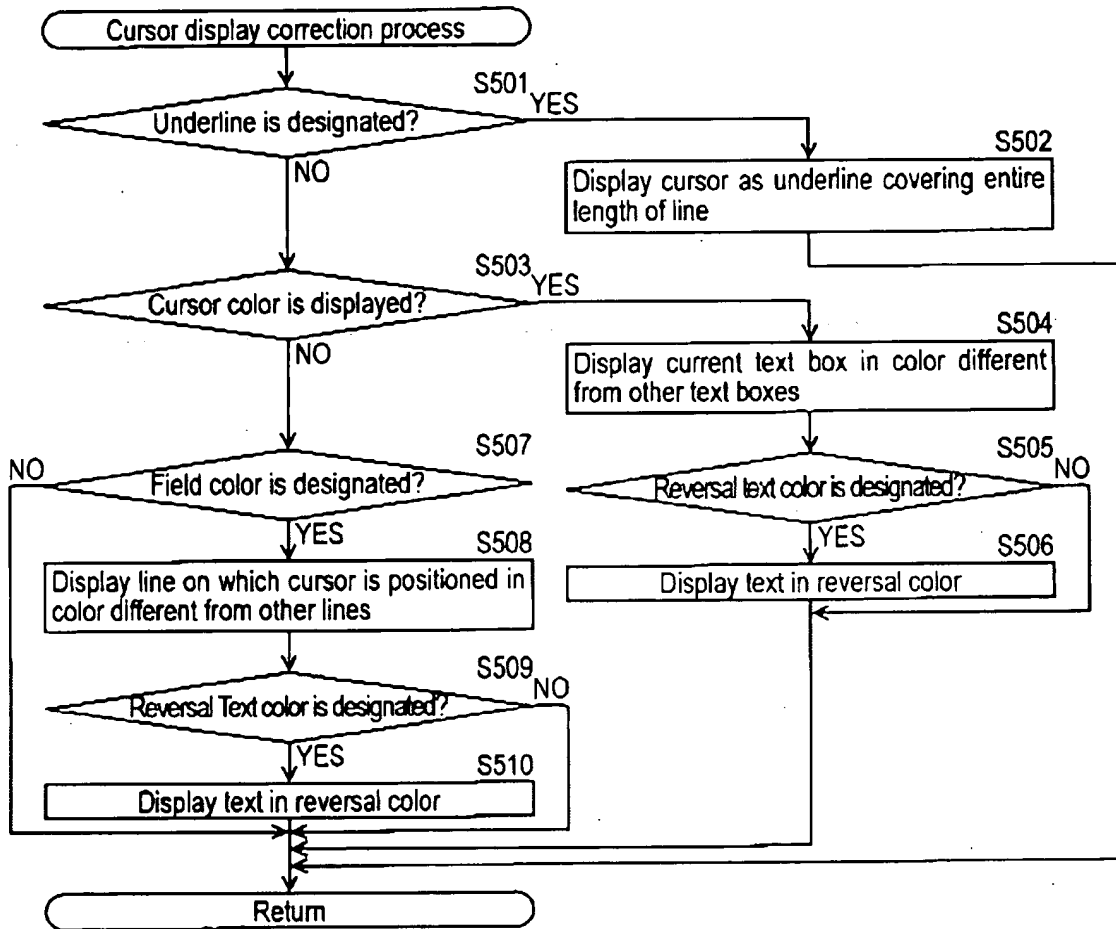 Cursor display correction process
S501
Underline is designated?
YES
NO
S502
Display cursor as underline covering entire
length of line
S503
Cursor color is displayed?
YES
NO
S504
Display current text box in color different
from other text boxes
S507
NO
Field color is designated?
YES
S505
Reversal text color is designated?
NO
YES
S508
Display line on which cursor is positioned in
color different from other lines
S506
Display text in reversal color
S509
Reversal Text color is designated?
NO
YES
S510
Display text in reversal color
Return